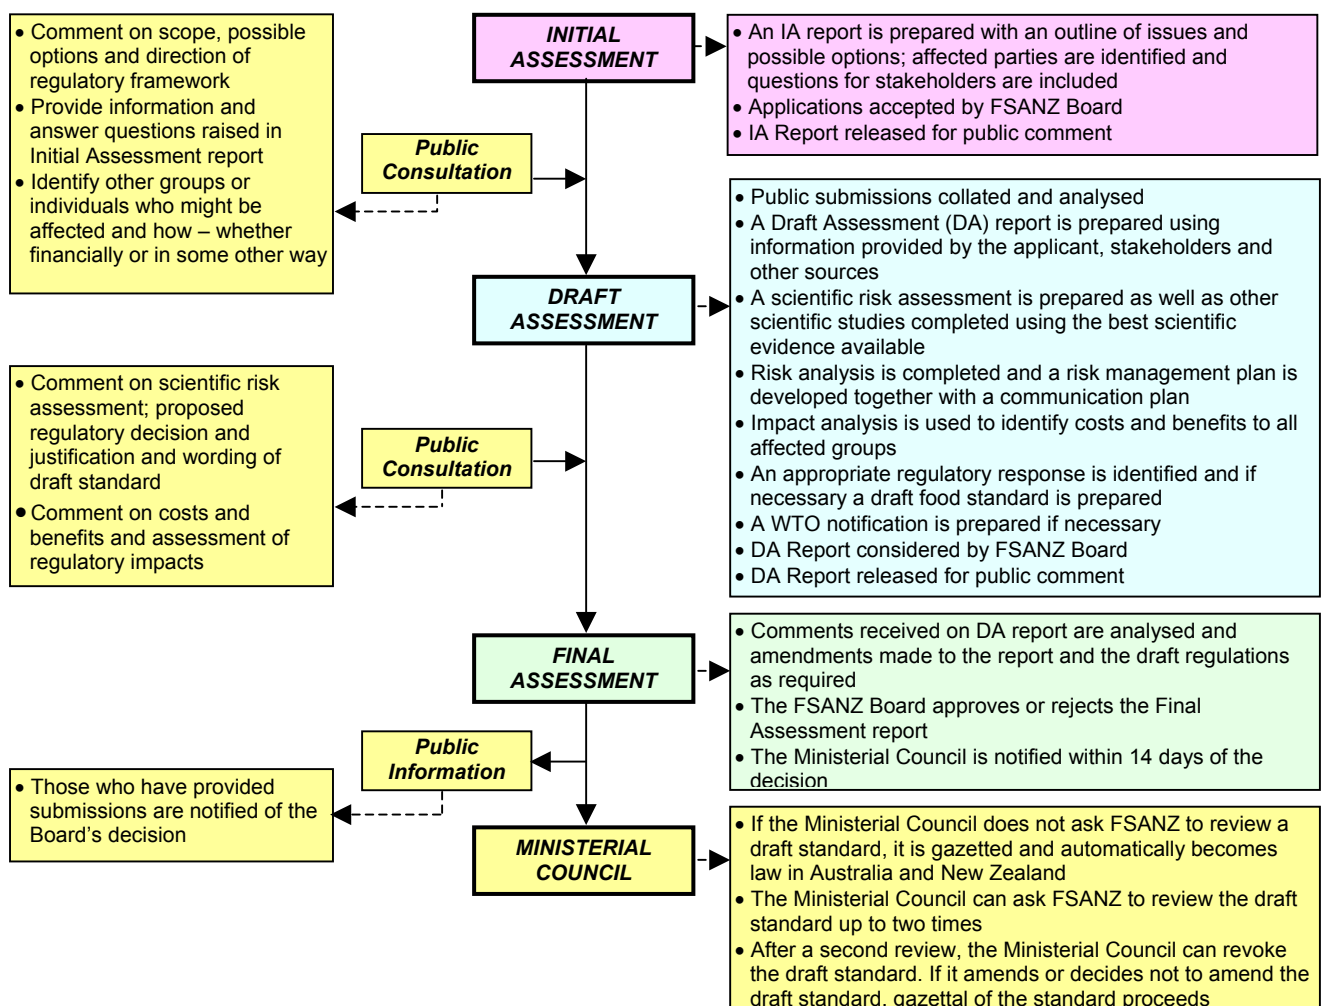 • Comment on scope, possible
options and direction of
regulatory framework
• Provide information and
answer questions raised in
Initial Assessment report
• Identify other groups or
individuals who might be
affected and how – whether
financially or in some other way
INITIAL
ASSESSMENT
• An IA report is prepared with an outline of issues and
possible options; affected parties are identified and
questions for stakeholders are included
• Applications accepted by FSANZ Board
• IA Report released for public comment
Public
Consultation
DRAFT
ASSESSMENT
• Public submissions collated and analysed
• A Draft Assessment (DA) report is prepared using
information provided by the applicant, stakeholders and
other sources
• A scientific risk assessment is prepared as well as other
scientific studies completed using the best scientific
evidence available
• Risk analysis is completed and a risk management plan is
developed together with a communication plan
• Impact analysis is used to identify costs and benefits to all
affected groups
• An appropriate regulatory response is identified and if
necessary a draft food standard is prepared
• A WTO notification is prepared if necessary
• DA Report considered by FSANZ Board
• DA Report released for public comment
• Comment on scientific risk
assessment; proposed
regulatory decision and
justification and wording of
draft standard
• Comment on costs and
benefits and assessment of
regulatory impacts
Public
Consultation
FINAL
ASSESSMENT
• Comments received on DA report are analysed and
amendments made to the report and the draft regulations
as required
• The FSANZ Board approves or rejects the Final
Assessment report
• The Ministerial Council is notified within 14 days of the
decision
Public
Information
• Those who have provided
submissions are notified of the
Board's decision
MINISTERIAL
COUNCIL
• If the Ministerial Council does not ask FSANZ to review a
draft standard, it is gazetted and automatically becomes
law in Australia and New Zealand
• The Ministerial Council can ask FSANZ to review the draft
standard up to two times
• After a second review, the Ministerial Council can revoke
the draft standard. If it amends or decides not to amend the
draft standard, gazettal of the standard proceeds